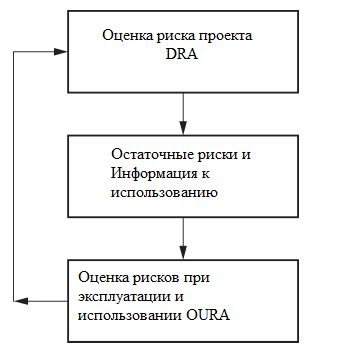 Оценка риска проекта
DRA
Остаточные риски и
Информация к
использованию
Оценка рисков при
эксплуатации и
использовании OURA